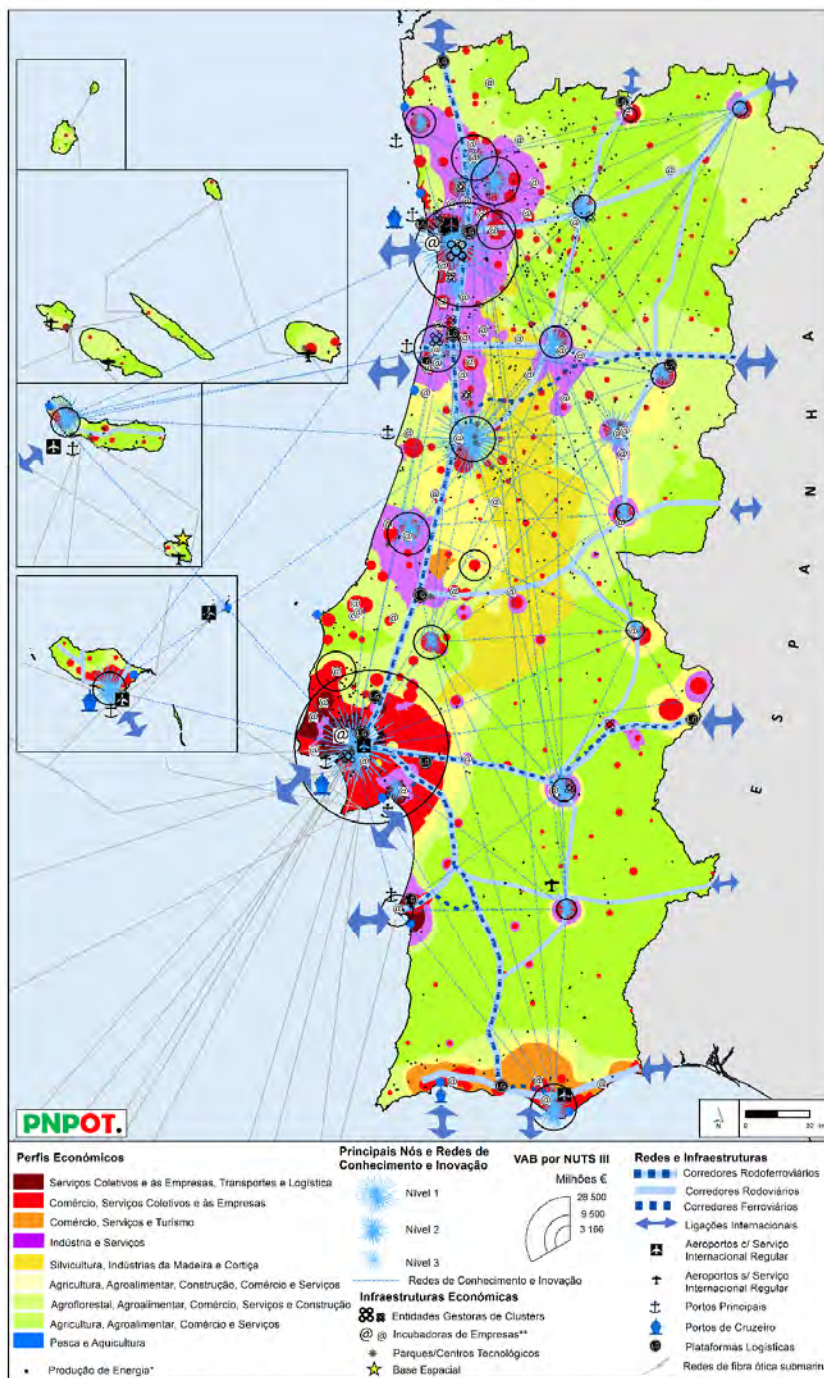 E S P A N H A
PNPOT.
N
Perfis Económicos
Serviços Coletivos e às Empresas, Transportes e Logística
Comércio, Serviços Coletivos e às Empresas
Comércio, Serviços e Turismo
Indústria e Serviços
Silvicultura, Indústrias da Madeira e Cortiça
Agricultura, Agroalimentar, Construção, Comércio e Serviços
Agroflorestal, Agroalimentar, Comércio, Serviços e Construção
Agricultura, Agroalimentar, Comércio e Serviços
Pesca e Aquicultura
Produção de Energia*
Principais Nós e Redes de
Conhecimento e Inovação
Nível 1
Nível 2
Nível 3
Redes de Conhecimento e Inovação
Infraestruturas Económicas
Entidades Gestoras de Clusters
@ @ Incubadoras de Empresas**
Parques/Centros Tecnológicos
Base Espacial
VAB por NUTS III
Milhões €
28 500
9 500
3 166
Redes e Infraestruturas
Corredores Rodoferroviários
Corredores Rodoviários
Corredores Ferroviários
Ligações Internacionais
Aeroportos c/ Serviço
Internacional Regular
Aeroportos s/ Serviço
Internacional Regular
Portos Principais
Portos de Cruzeiro
Plataformas Logísticas
Redes de fibra ótica submarin